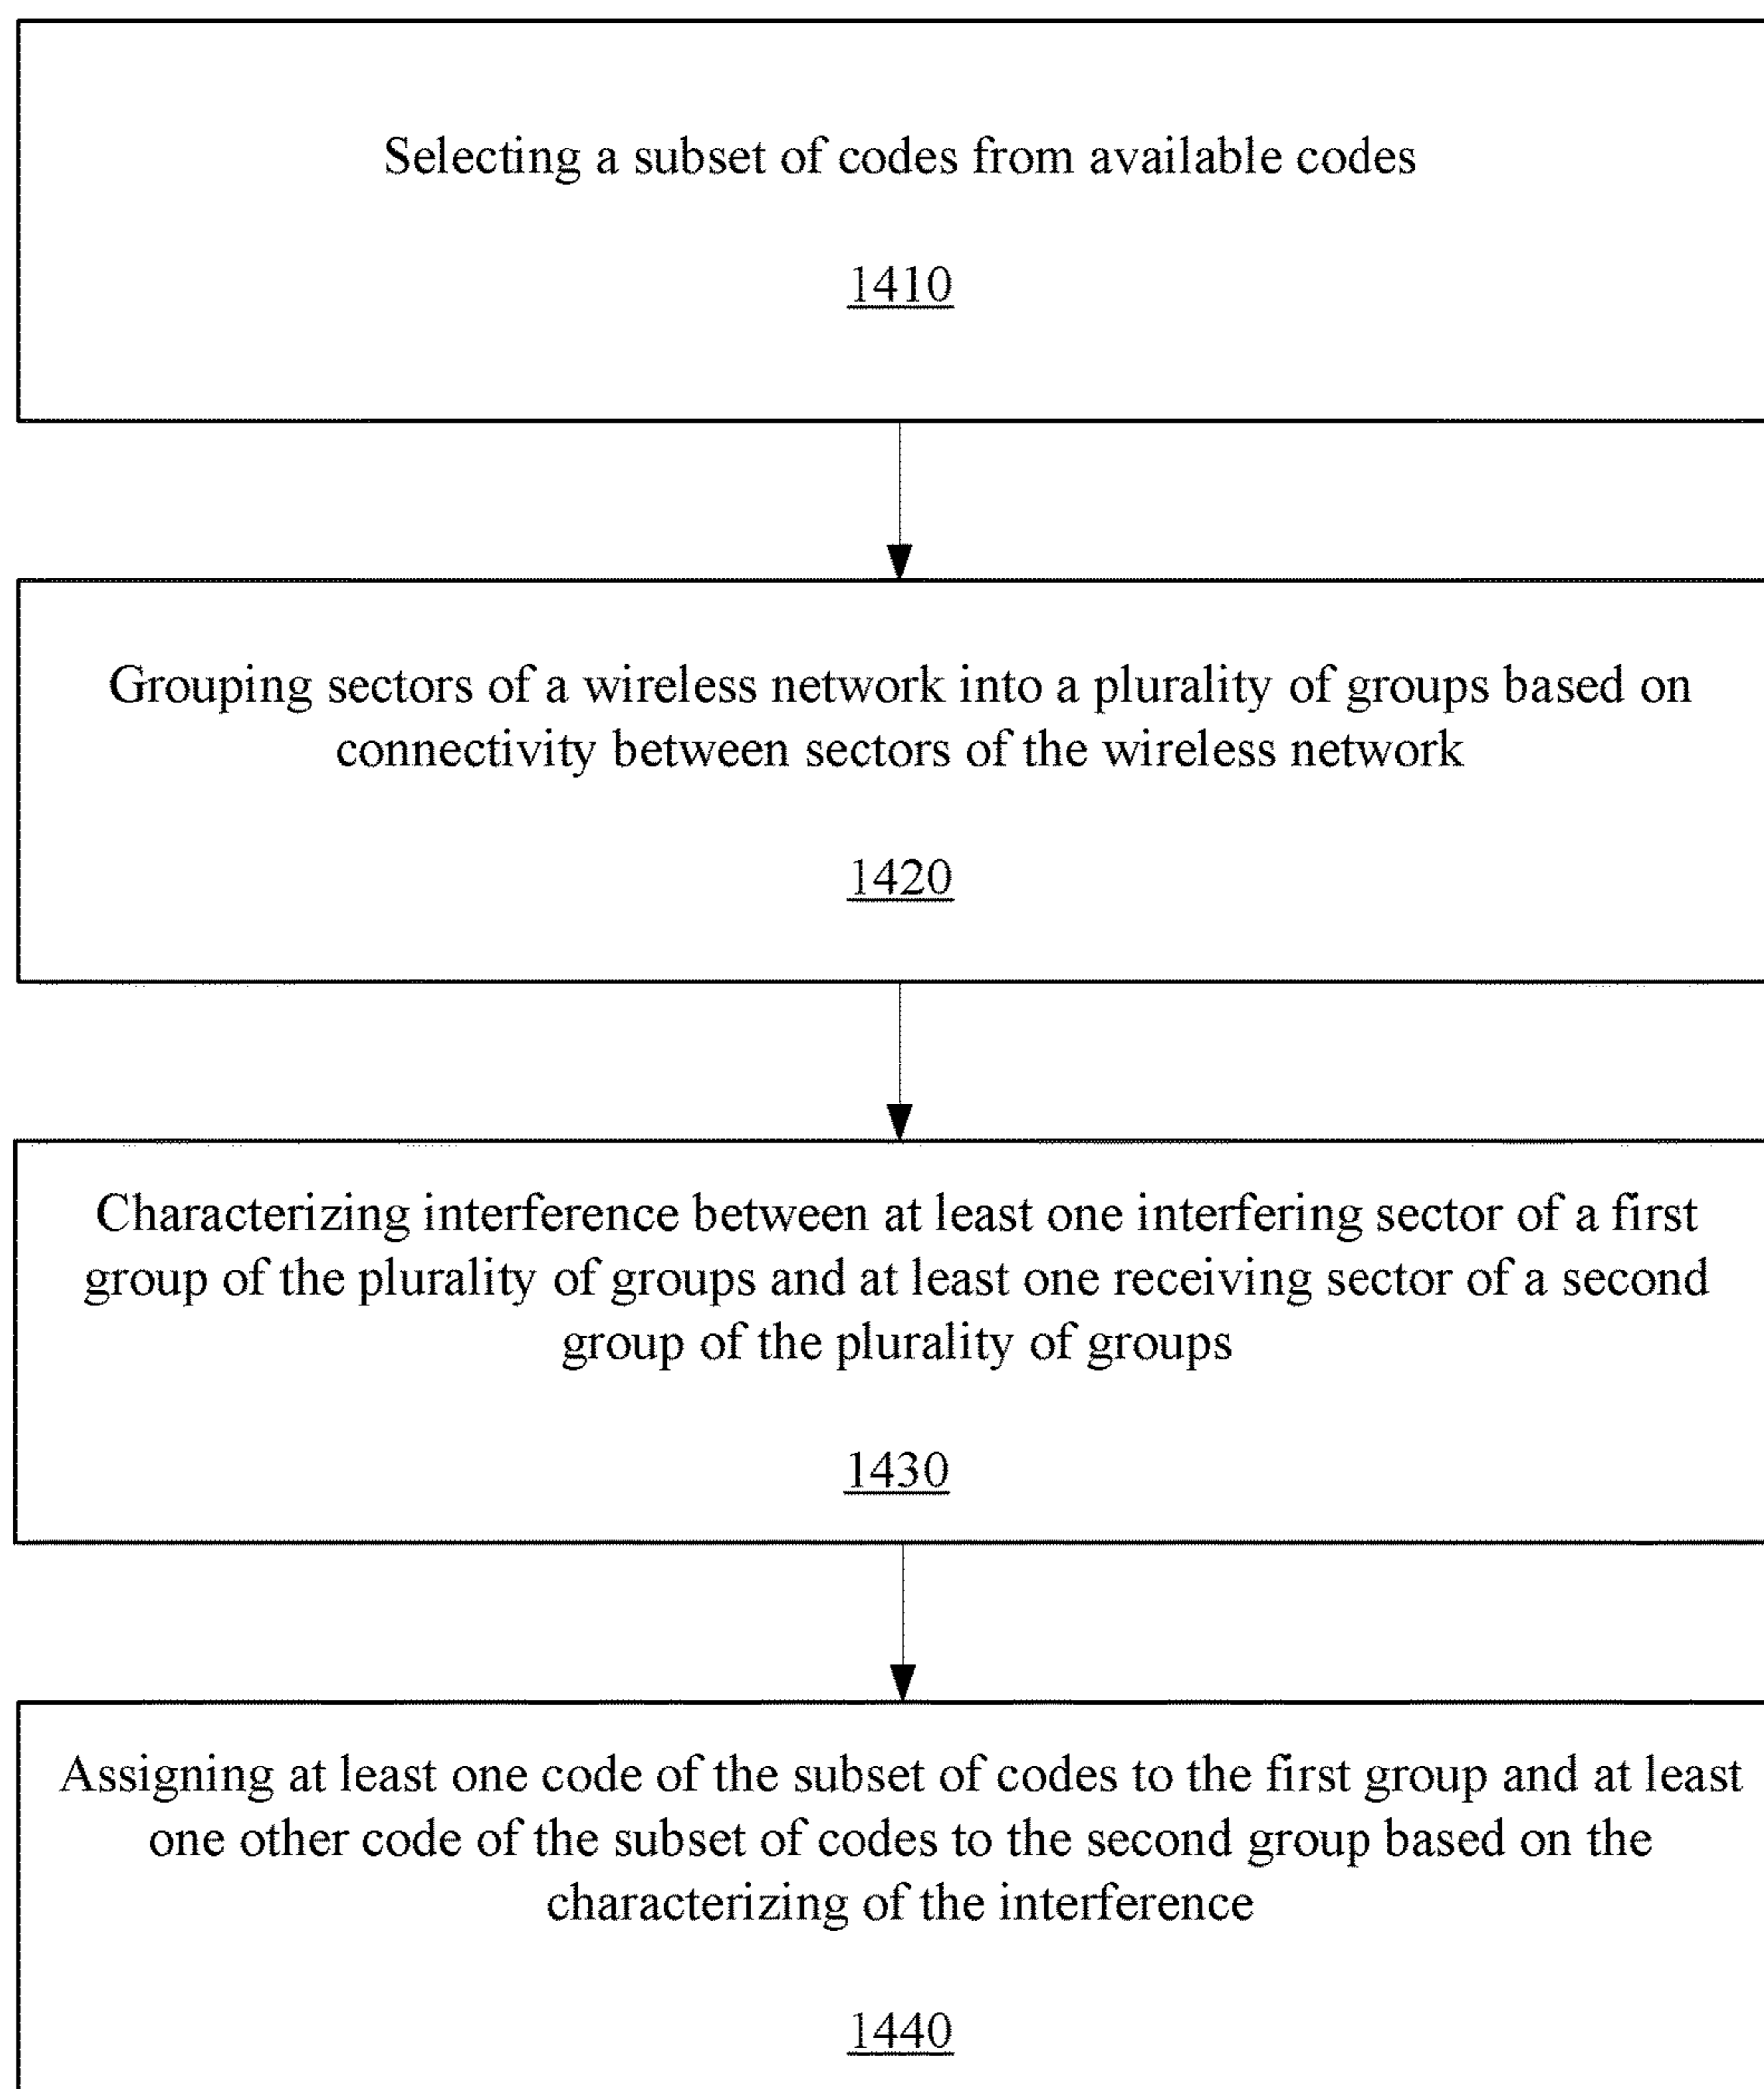 Selecting a subset of codes from available codes
1410
Grouping sectors of a wireless network into a plurality of groups based on
connectivity between sectors of the wireless network
1420
Characterizing interference between at least one interfering sector of a first
group of the plurality of groups and at least one receiving sector of a second
group of the plurality of groups
1430
Assigning at least one code of the subset of codes to the first group and at least
one other code of the subset of codes to the second group based on the
characterizing of the interference
1440